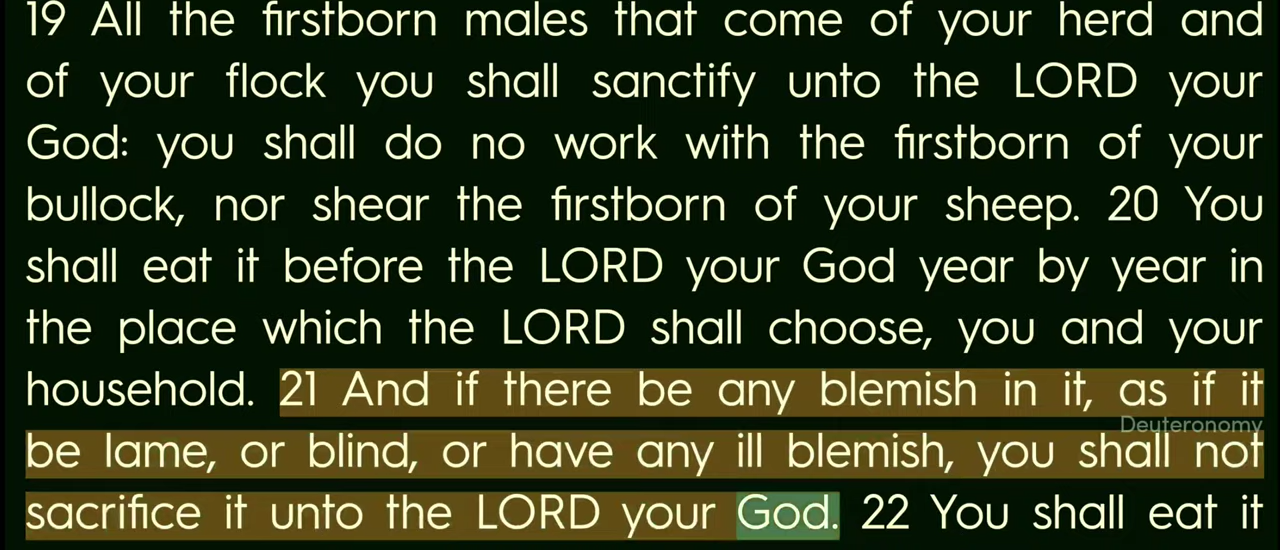 19 All the firstborn males that come of your herd and
of your flock you shall sanctify unto the LORD your
God: you shall do no work with the firstborn of your
bullock, nor shear the firstborn of your sheep. 20 You
shall eat it before the LORD your God year by year in
the place which the LORD shall choose, you and your
household. 21 And if there be any blemish in it, as if it
Deuteronomy
be lame, or blind, or have any ill blemish, you shall not
sacrifice it unto the LORD your God. 22 You shall eat it